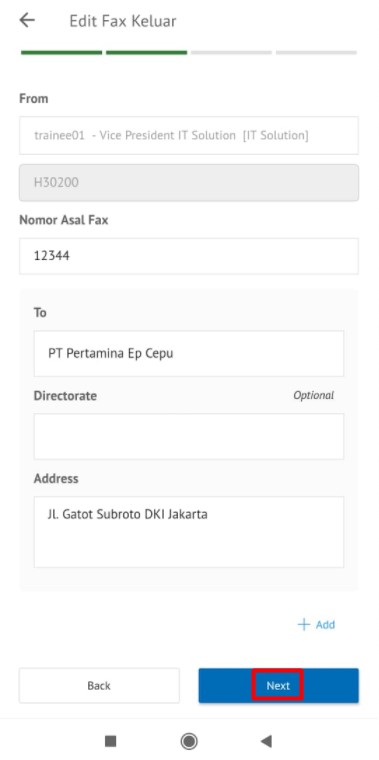 Edit Fax Keluar
From
trainee01 - Vice President IT Solution [IT Solution]
H30200
Nomor Asal Fax
12344
To
PT Pertamina Ep Cepu
Directorate Optional
Address
Jl. Gatot Subroto DKI Jakarta
+ Add
Back Next